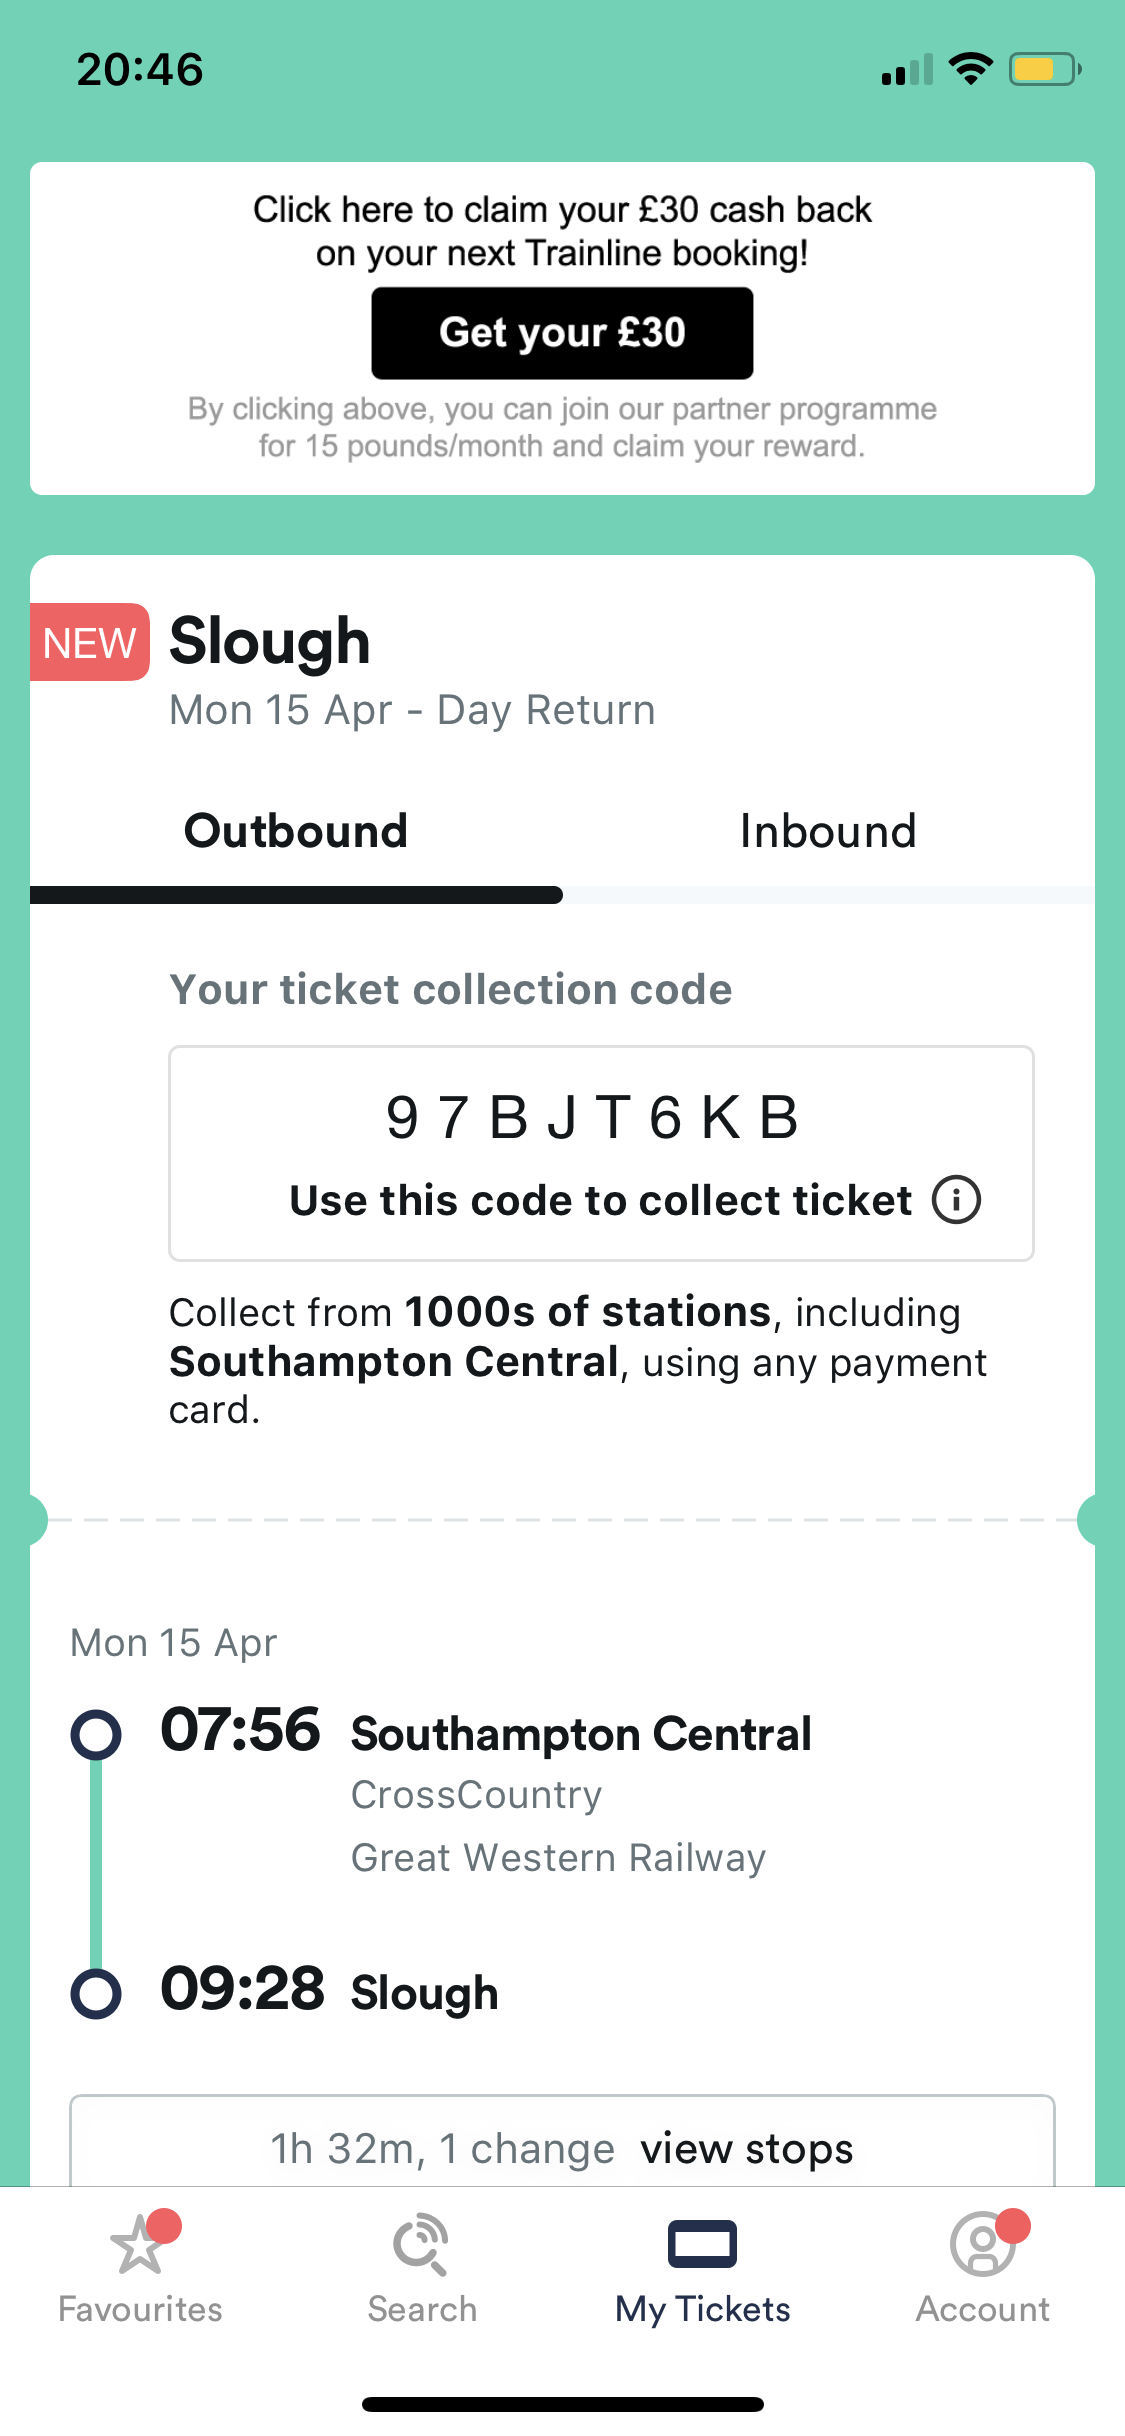 20:46
Click here to claim your £30 cash back
on your next Trainline booking!
Get your £30
By clicking above, you can join our partner programme
for 15 pounds/month and claim your reward.
NEW Slough
Mon 15 Apr - Day Return
Outbound Inbound
Your ticket collection code
97BJT6KB
Use this code to collect ticket
Collect from 1000s of stations, including
Southampton Central, using any payment
card.
Mon 15 Apr
07:56 Southampton Central
CrossCountry
Great Western Railway
09:28 Slough
1h 32m, 1 change view stops
Favourites Search My Tickets Account